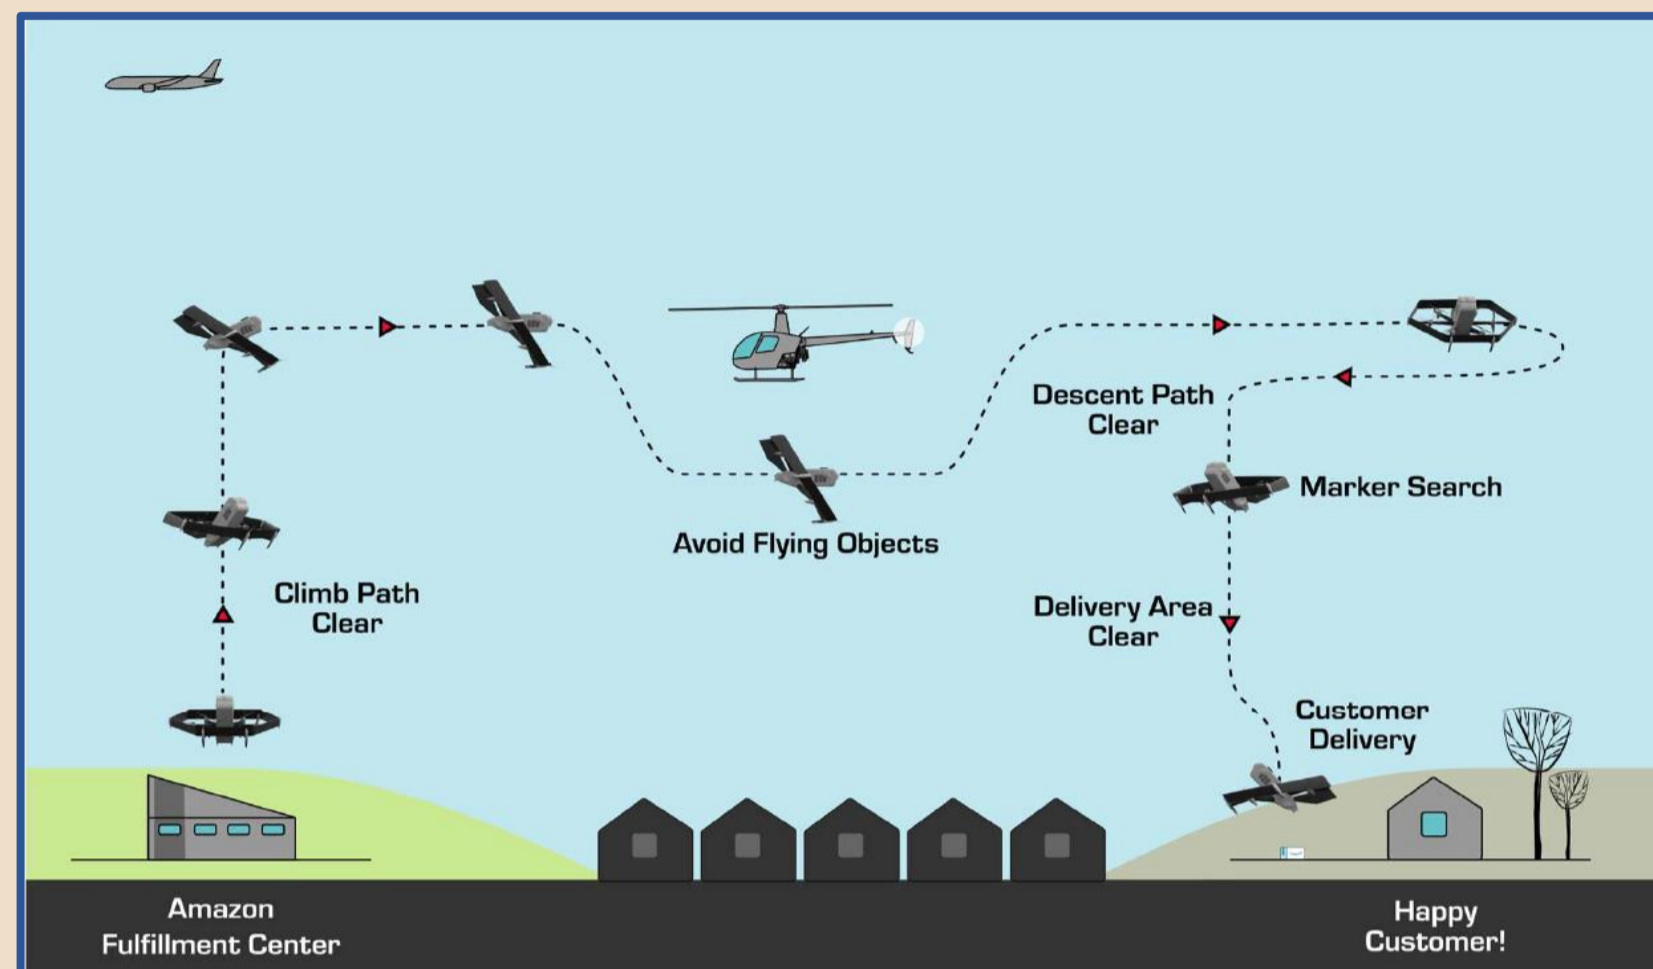 Descent Path
Clear
Marker Search
Avoid Flying Objects
Climb Path
Clear
Delivery Area
Clear
Customer
Delivery
Amazon
Fulfillment Center
Happy
Customer!